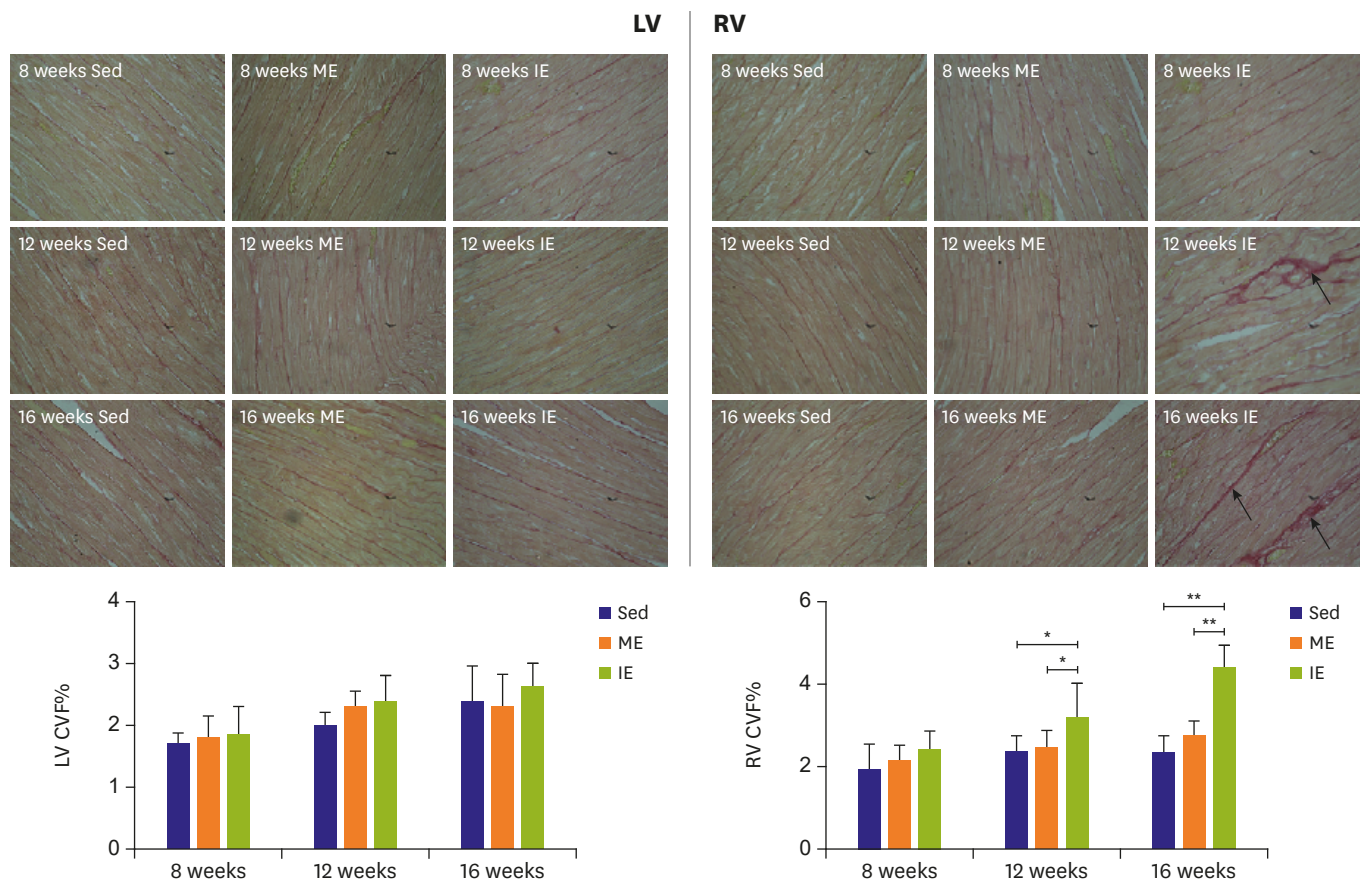 LV
RV
8 weeks Sed
8 weeks ME
8 weeks IE
8 weeks Sed
8 weeks ME
8 weeks IE
12 weeks Sed
12 weeks ME
12 weeks IE
12 weeks Sed
12 weeks ME
12 weeks IE
16 weeks Sed
16 weeks ME
16 weeks IE
16 weeks Sed
16 weeks ME
16 weeks IE
LV CVF%
4
3
2
1
0
8 weeks
12 weeks
16 weeks
Sed
ME
IE
RV CVF%
6
4
2
0
*
*
**
**
8 weeks
12 weeks
16 weeks
Sed
ME
IE